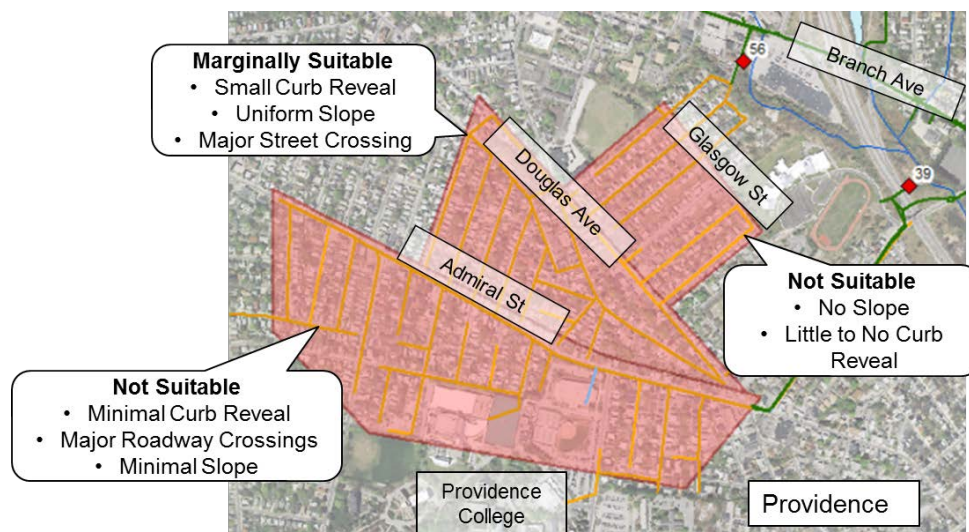 Marginally Suitable
• Small Curb Reveal
• Uniform Slope
• Major Street Crossing
56
Branch Ave
Glasgow St
Douglas Ave
39
Admiral St
Not Suitable
• No Slope
• Little to No Curb
Reveal
Not Suitable
• Minimal Curb Reveal
• Major Roadway Crossings
• Minimal Slope
Providence
College
Providence